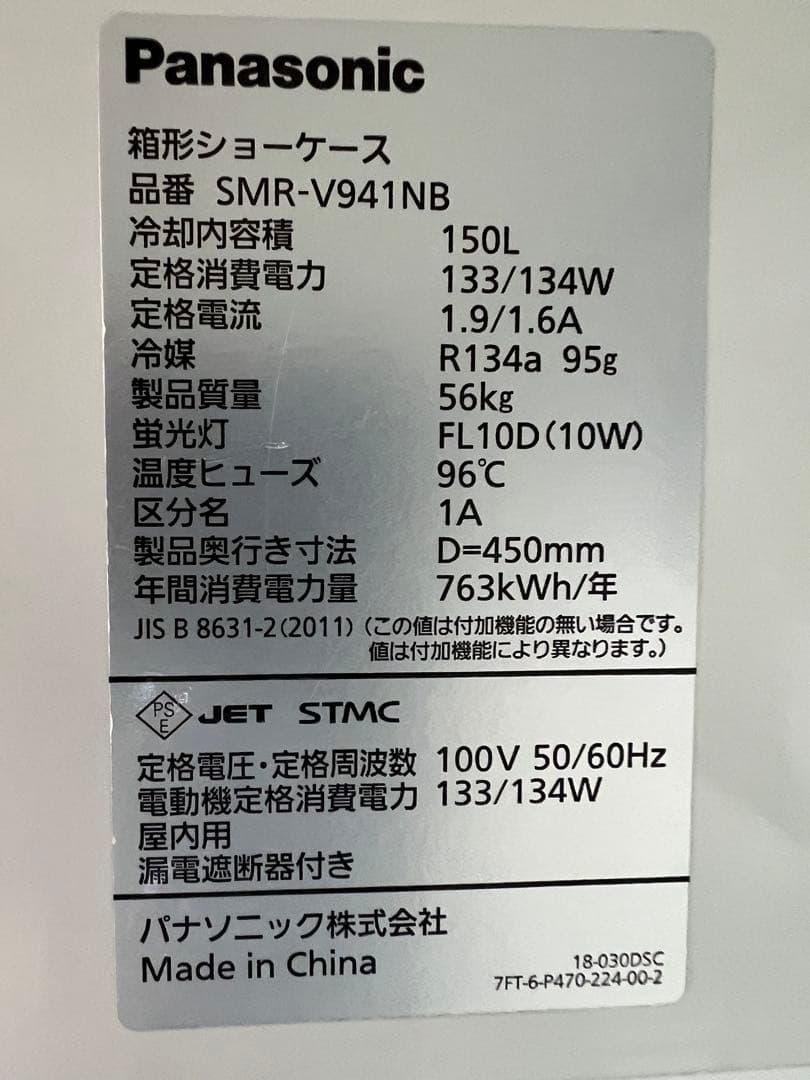 Panasonic
箱形ショーケース
品番 SMR-V941NB
冷却内容積 150L
定格消費電力 133/134W
定格電流 1.9/1.6A
冷媒 R134a 95g
製品質量 56kg
蛍光灯 FL10D(10W)
温度ヒューズ 96℃
区分名 1A
製品奥行き寸法 D=450mm
年間消費電力量 763kWh/年
JIS B 8631-2(2011)(この値は付加機能の無い場合です。
値は付加機能により異なります。)
PS E JET STMC
定格電圧・定格周波数 100V 50/60Hz
電動機定格消費電力 133/134W
屋内用
漏電遮断器付き
パナソニック株式会社
Made in China
18-030DSC
7FT-6-P470-224-00-2